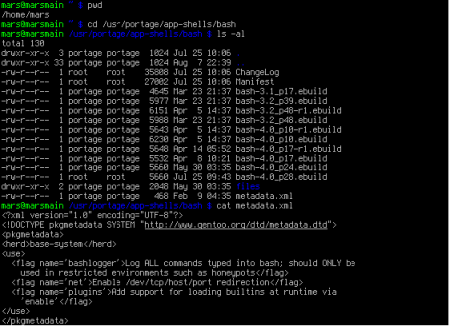 mars@marsmain ~ $ pwd
/home/mars
mars@marsmain ~ $ cd /usr/portage/app-shells/bash
mars@marsmain /usr/portage/app-shells/bash $ ls -al
total 130
drwxr-xr-x  3 portage portage  1024 Jul 25 10:06 .
drwxr-xr-x 33 portage portage  1024 Aug  7 22:39 ..
-rw-r--r--  1 root    root    35808 Jul 25 10:06 ChangeLog
-rw-r--r--  1 root    root    27002 Jul 25 10:06 Manifest
-rw-r--r--  1 portage portage  4645 Mar 23 21:37 bash-3.1_p17.ebuild
-rw-r--r--  1 portage portage  5977 Mar 23 21:37 bash-3.2_p39.ebuild
-rw-r--r--  1 portage portage  6151 Apr  5 14:37 bash-3.2_p48-r1.ebuild
-rw-r--r--  1 portage portage  5988 Mar 23 21:37 bash-3.2_p48.ebuild
-rw-r--r--  1 portage portage  5643 Apr  5 14:37 bash-4.0_p10-r1.ebuild
-rw-r--r--  1 portage portage  6230 Apr  5 14:37 bash-4.0_p10.ebuild
-rw-r--r--  1 portage portage  5648 Apr 14 05:52 bash-4.0_p17-r1.ebuild
-rw-r--r--  1 portage portage  5532 Apr  8 10:21 bash-4.0_p17.ebuild
-rw-r--r--  1 portage portage  5660 May 30 03:35 bash-4.0_p24.ebuild
-rw-r--r--  1 root    root     5660 Jul 25 09:43 bash-4.0_p28.ebuild
drwxr-xr-x  2 portage portage  2048 May 30 03:35 files
-rw-r--r--  1 portage portage   468 Feb  9 04:35 metadata.xml
mars@marsmain /usr/portage/app-shells/bash $ cat metadata.xml
<?xml version="1.0" encoding="UTF-8"?>
<!DOCTYPE pkgmetadata SYSTEM "http://www.gentoo.org/dtd/metadata.dtd">
<pkgmetadata>
<herd>base-system</herd>
<use>
  <flag name='bashlogger'>Log ALL commands typed into bash; should ONLY be
    used in restricted environments such as honeypots</flag>
  <flag name='net'>Enable /dev/tcp/host/port redirection</flag>
  <flag name='plugins'>Add support for loading builtins at runtime via
    'enable'</flag>
</use>
</pkgmetadata>